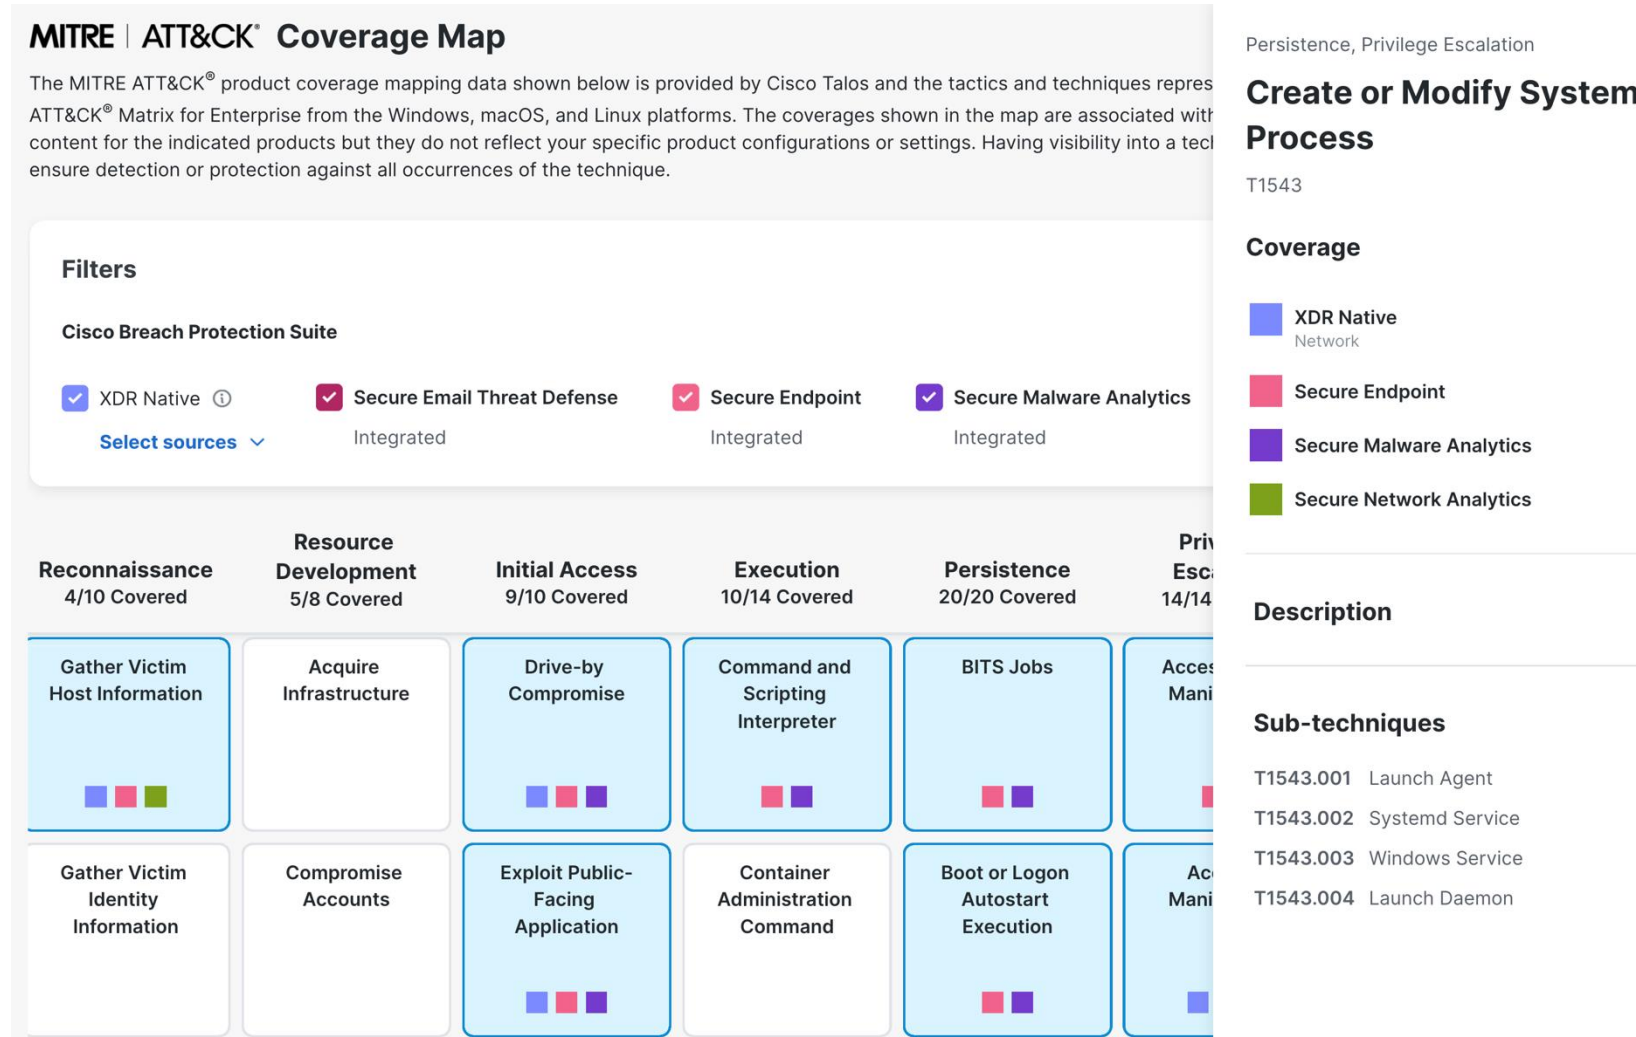 MITRE | ATT&CK® Coverage Map
The MITRE ATT&CK® product coverage mapping data shown below is provided by Cisco Talos and the tactics and techniques repres
ATT&CK® Matrix for Enterprise from the Windows, macOS, and Linux platforms. The coverages shown in the map are associated with
content for the indicated products but they do not reflect your specific product configurations or settings. Having visibility into a tec
ensure detection or protection against all occurrences of the technique.
Filters
Cisco Breach Protection Suite
XDR Native
Select sources
Secure Email Threat Defense
Integrated
Secure Endpoint
Integrated
Secure Malware Analytics
Integrated
Reconnaissance
4/10 Covered
Resource
Development
5/8 Covered
Initial Access
9/10 Covered
Execution
10/14 Covered
Persistence
20/20 Covered
Priv
Esc
14/14
Gather Victim
Host Information
Acquire
Infrastructure
Drive-by
Compromise
Command and
Scripting
Interpreter
BITS Jobs
Acces
Mani
Gather Victim
Identity
Information
Compromise
Accounts
Exploit Public-
Facing
Application
Container
Administration
Command
Boot or Logon
Autostart
Execution
Ac
Mani
Persistence, Privilege Escalation
Create or Modify System
Process
T1543
Coverage
XDR Native
Network
Secure Endpoint
Secure Malware Analytics
Secure Network Analytics
Description
Sub-techniques
T1543.001 Launch Agent
T1543.002 Systemd Service
T1543.003 Windows Service
T1543.004 Launch Daemon